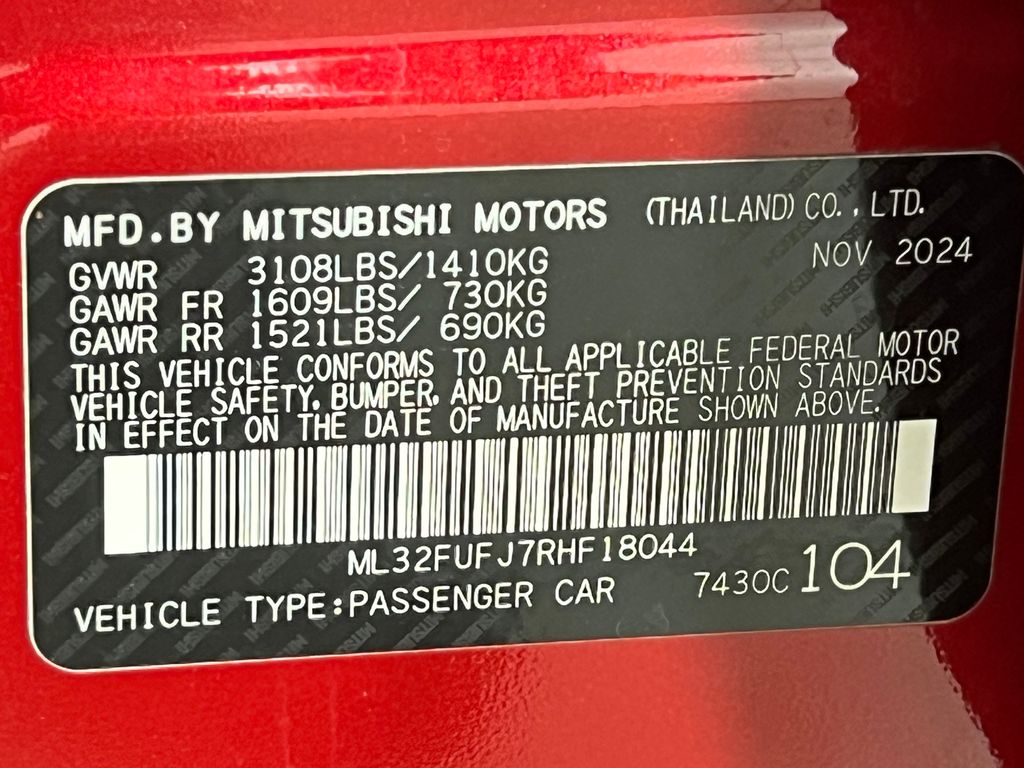 MFD.BY MITSUBISHI MOTORS (THAILAND) CO., LTD.
NOV 2024
GVWR 3108LBS/1410KG
GAWR FR 1609LBS/ 730KG
GAWR RR 1521LBS/ 690KG
THIS VEHICLE CONFORMS TO ALL APPLICABLE FEDERAL MOTOR
VEHICLE SAFETY, BUMPER, AND THEFT PREVENTION STANDARDS
IN EFFECT ON THE DATE OF MANUFACTURE SHOWN ABOVE.
ML32FUFJ7RHF18044
7430C 104
VEHICLE TYPE:PASSENGER CAR